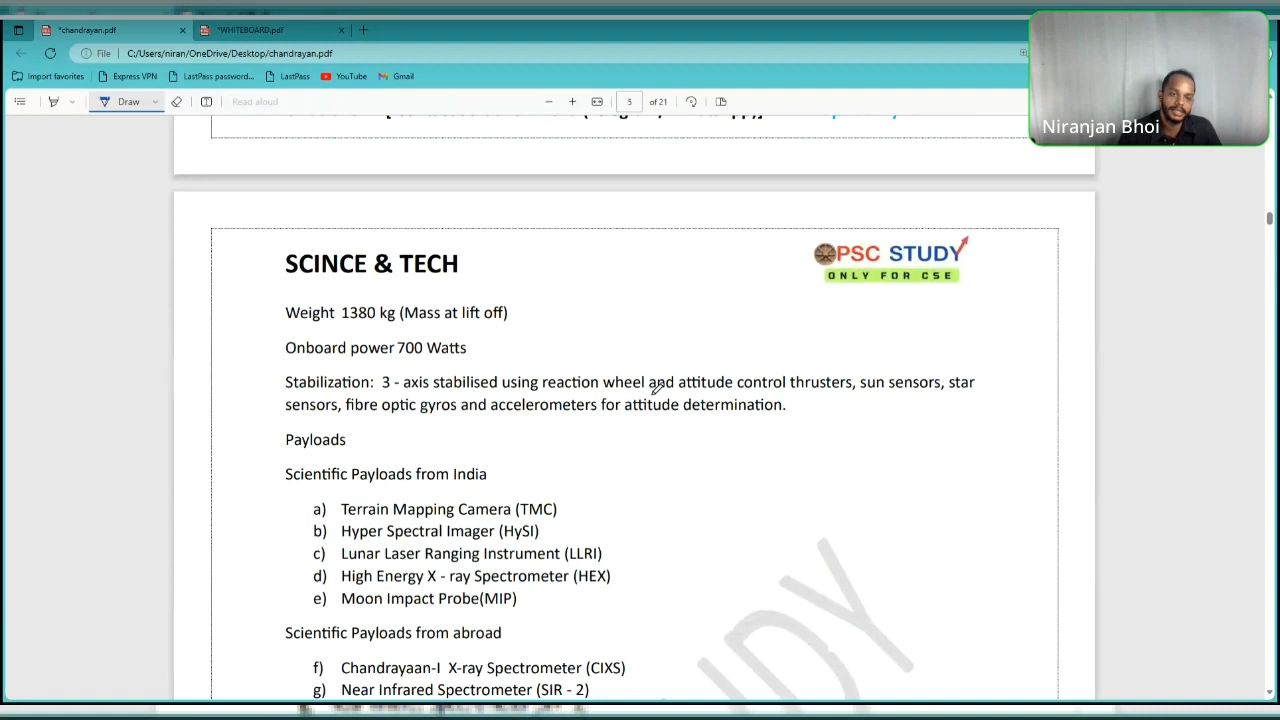 *chandrayan.pdf
*WHITEBOARD.pdf
File C:/Users/niran/OneDrive/Desktop/chandrayan.pdf
Import favorites Express VPN LastPass password... LastPass YouTube Gmail
Draw Read aloud 5 of 21
Niranjan Bhoi
SCINCE & TECH
PSC STUDY
ONLY FOR CSE
Weight 1380 kg (Mass at lift off)
Onboard power 700 Watts
Stabilization: 3 - axis stabilised using reaction wheel and attitude control thrusters, sun sensors, star
sensors, fibre optic gyros and accelerometers for attitude determination.
Payloads
Scientific Payloads from India
a) Terrain Mapping Camera (TMC)
b) Hyper Spectral Imager (HySI)
c) Lunar Laser Ranging Instrument (LLRI)
d) High Energy X - ray Spectrometer (HEX)
e) Moon Impact Probe(MIP)
Scientific Payloads from abroad
f) Chandrayaan-I X-ray Spectrometer (CIXS)
g) Near Infrared Spectrometer (SIR - 2)
UDY